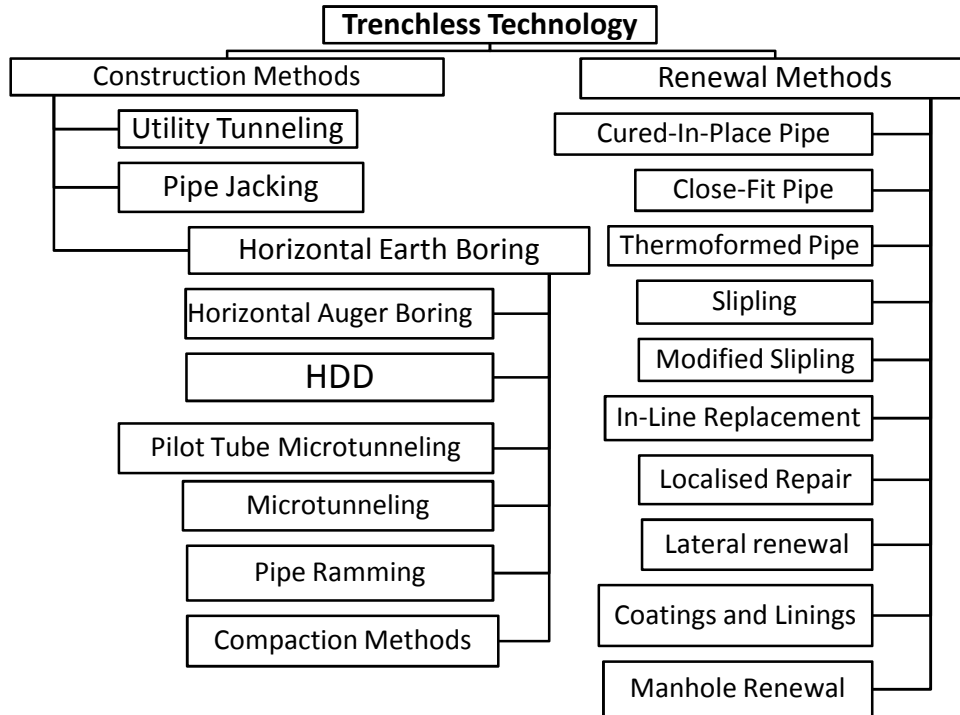 Trenchless Technology
Construction Methods
Utility Tunneling
Pipe Jacking
Horizontal Earth Boring
Horizontal Auger Boring
HDD
Pilot Tube Microtunneling
Microtunneling
Pipe Ramming
Compaction Methods
Renewal Methods
Cured-In-Place Pipe
Close-Fit Pipe
Thermoformed Pipe
Slipling
Modified Slipling
In-Line Replacement
Localised Repair
Lateral renewal
Coatings and Linings
Manhole Renewal